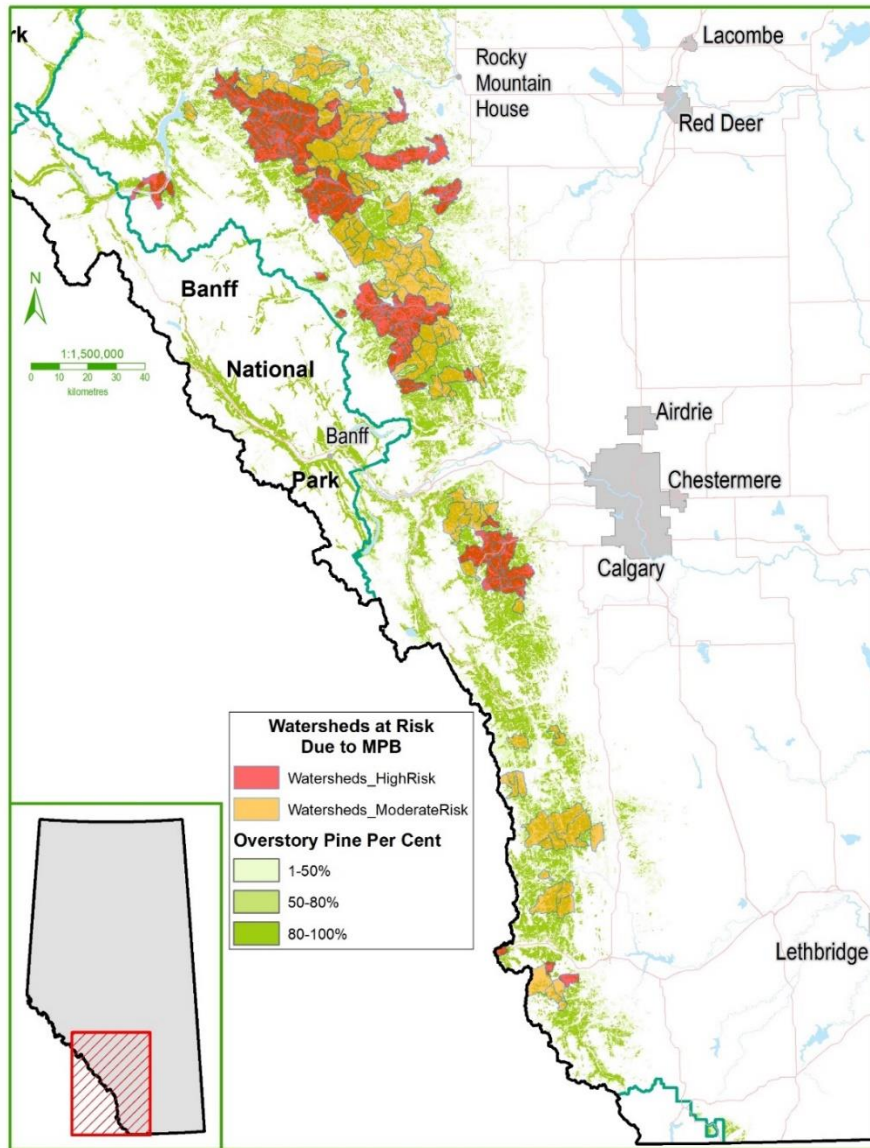 rk
Lacombe
Rocky
Mountain
House
Red Deer
Banff
N
1:1,500,000
0 10 20 30 40
kilometres
National
Airdrie
Banff
Park
Chestermere
Calgary
Watersheds at Risk
Due to MPB
Watersheds_HighRisk
Watersheds_ModerateRisk
Overstory Pine Per Cent
1-50%
50-80%
80-100%
Lethbridge